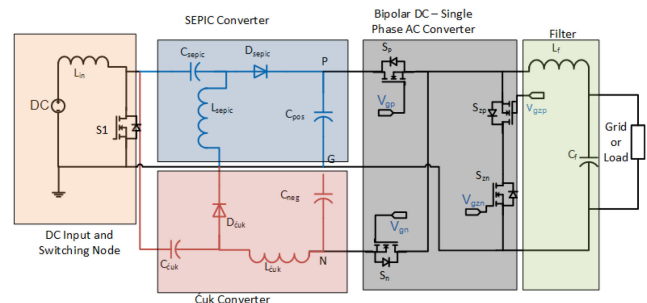 SEPIC Converter
Bipolar DC – Single
Phase AC Converter
Filter
Lin
Csepic
Dsepic
P
Sp
Lf
DC
S1
Lsepic
Cpos
Vgp
Szp
Vgzp
Grid or
Load
G
Cf
Cneg
Szn
Dćuk
Vgn
Vgzn
DC Input and
Switching Node
Cćuk
Lćuk
N
Sn
Ćuk Converter